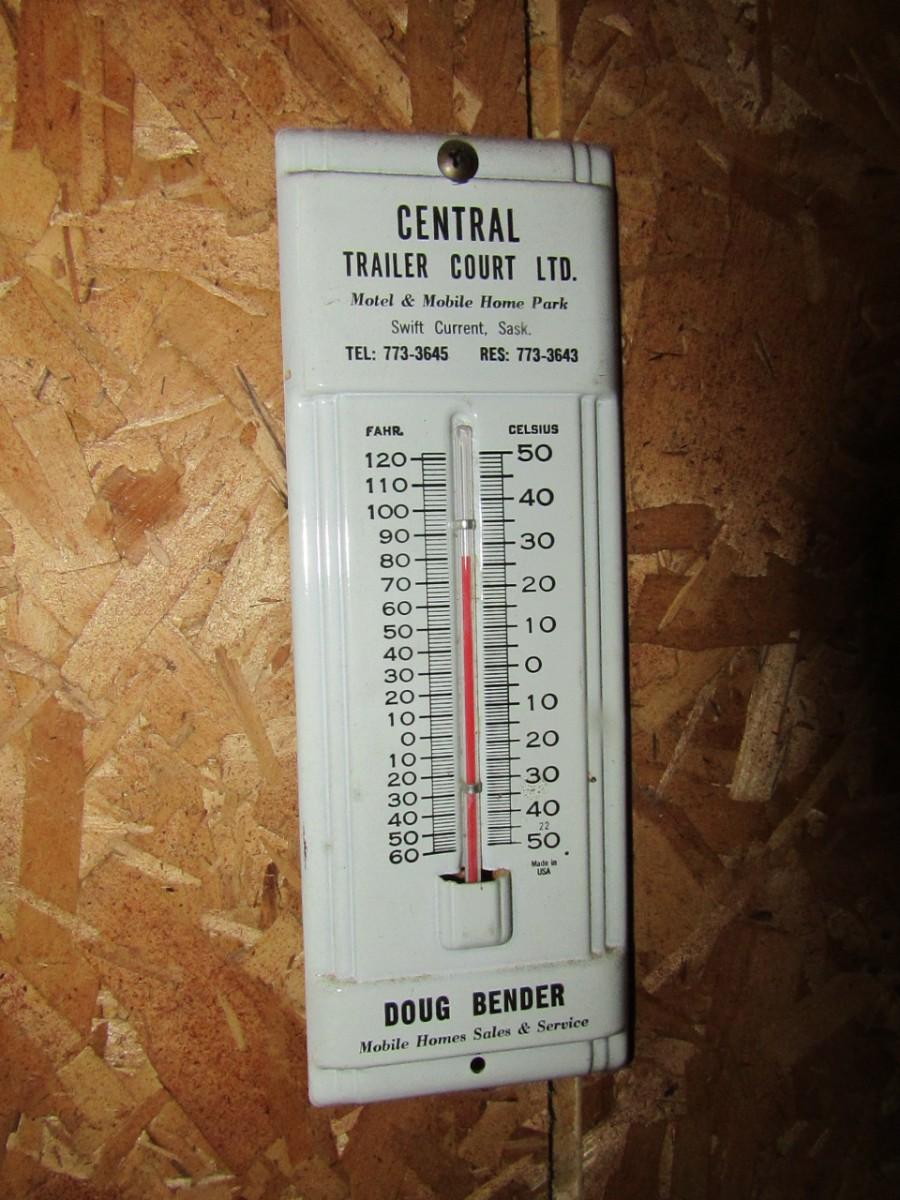 CENTRAL
TRAILER COURT LTD.
Motel & Mobile Home Park
Swift Current, Sask.
TEL: 773-3645 RES: 773-3643
FAHR. CELSIUS
120 50
110
100 40
90
80 30
70 20
60
50 10
40
30 0
20
10 10
0 20
10
20 30
30
40 40
22
50 50
60
Made in
USA
DOUG BENDER
Mobile Homes Sales & Service